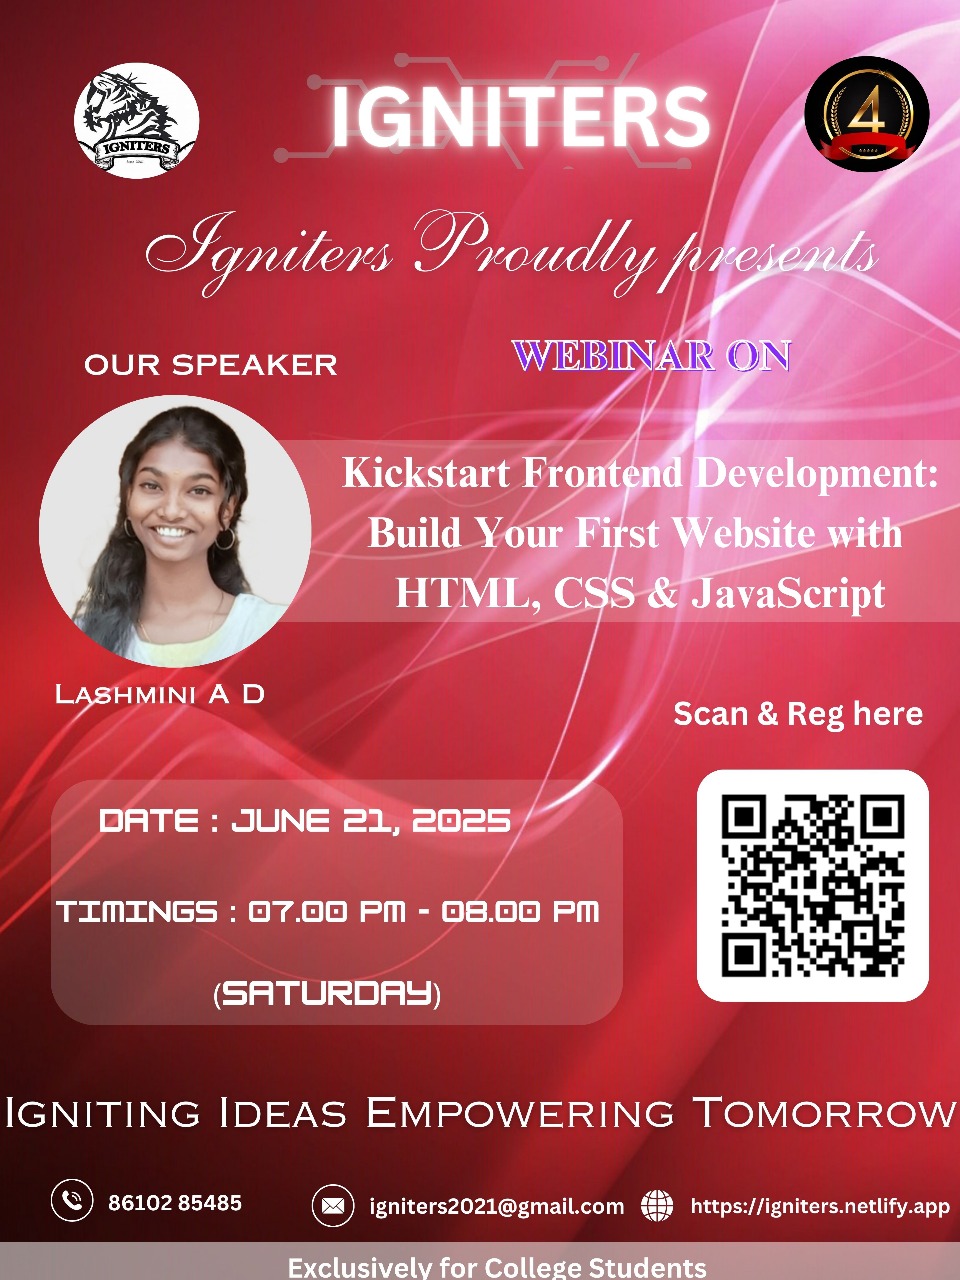 IGNITERS
IGNITERS
4
Igniters Proudly presents
OUR SPEAKER
WEBINAR ON
Kickstart Frontend Development:
Build Your First Website with
HTML, CSS & JavaScript
LASHMINI A D
Scan & Reg here
DATE : JUNE 21, 2025
TIMINGS : 07.00 PM - 08.00 PM
(SATURDAY)
IGNITING IDEAS EMPOWERING TOMORROW
86102 85485
igniters2021@gmail.com
https://igniters.netlify.app
Exclusively for College Students